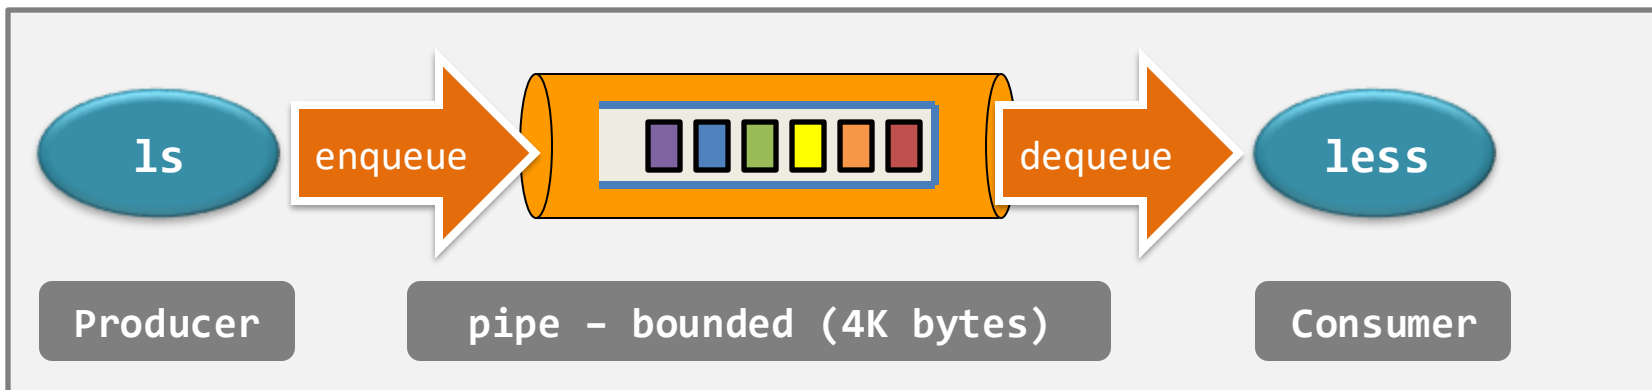 ls
enqueue
dequeue
less
Producer
pipe – bounded (4K bytes)
Consumer